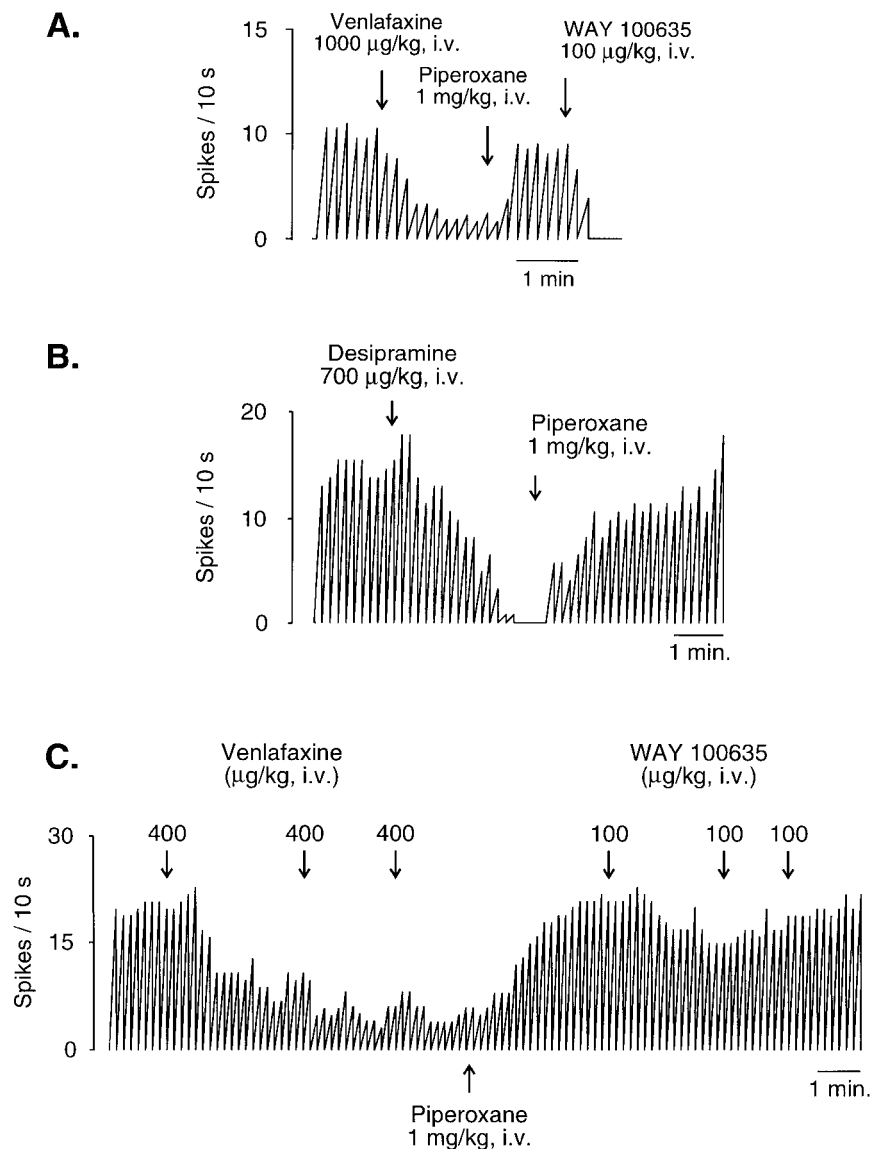 A.
Venlafaxine
1000 μg/kg, i.v.
WAY 100635
100 μg/kg, i.v.
Piperoxane
1 mg/kg, i.v.
15
10
0
Spikes / 10 s
1 min
B.
Desipramine
700 μg/kg, i.v.
Piperoxane
1 mg/kg, i.v.
20
10
0
Spikes / 10 s
1 min.
C.
Venlafaxine
(μg/kg, i.v.)
WAY 100635
(μg/kg, i.v.)
400 400 400 100 100 100
30
15
0
Spikes / 10 s
1 min.
Piperoxane
1 mg/kg, i.v.